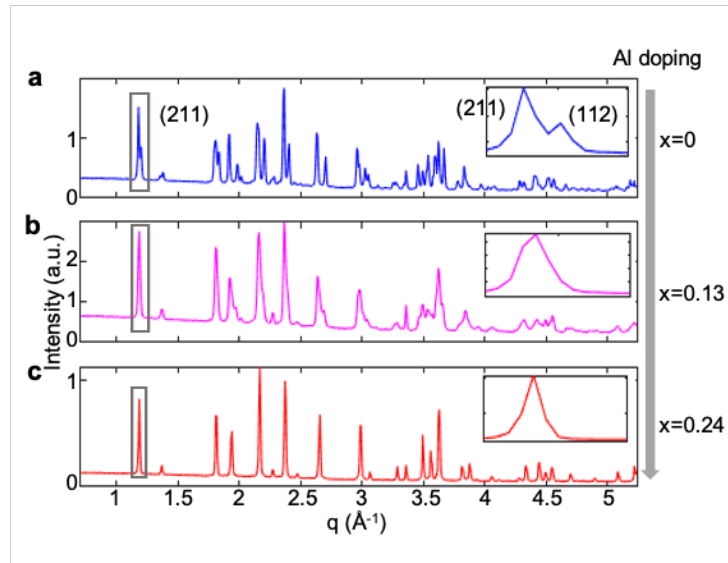 Al doping
a
(211)
(211)
(112)
x=0
1
0
b
x=0.13
2
1
0
Intensity (a.u.)
c
x=0.24
1
0
1 1.5 2 2.5 3 3.5 4 4.5 5
q (Å⁻¹)